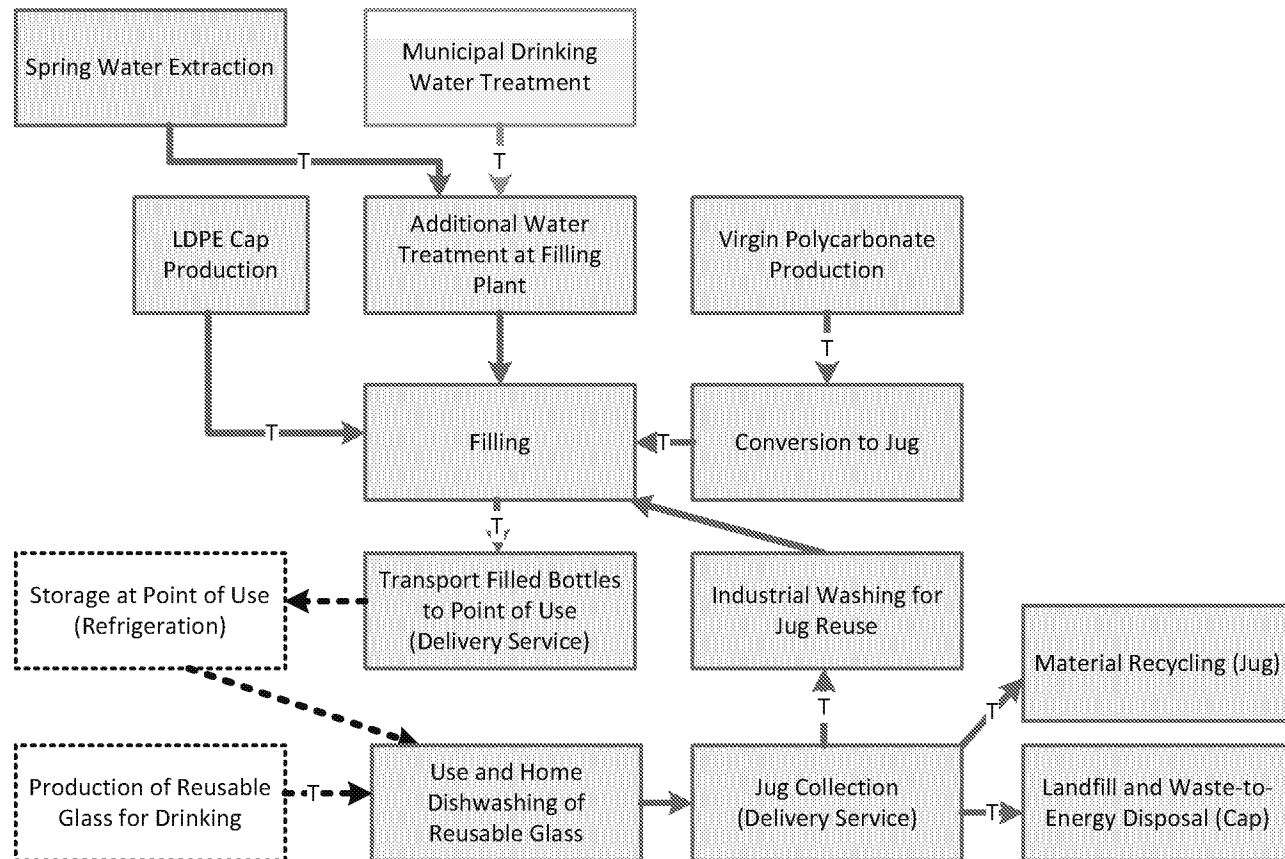 Spring Water Extraction
Municipal Drinking
Water Treatment
T
T
LDPE Cap
Production
Additional Water
Treatment at Filling
Plant
Virgin Polycarbonate
Production
T
T
Filling
T
Conversion to Jug
T
Storage at Point of Use
(Refrigeration)
Transport Filled Bottles
to Point of Use
(Delivery Service)
Industrial Washing for
Jug Reuse
Material Recycling (Jug)
T
T
Production of Reusable
Glass for Drinking
T
Use and Home
Dishwashing of
Reusable Glass
Jug Collection
(Delivery Service)
T
Landfill and Waste-to-
Energy Disposal (Cap)